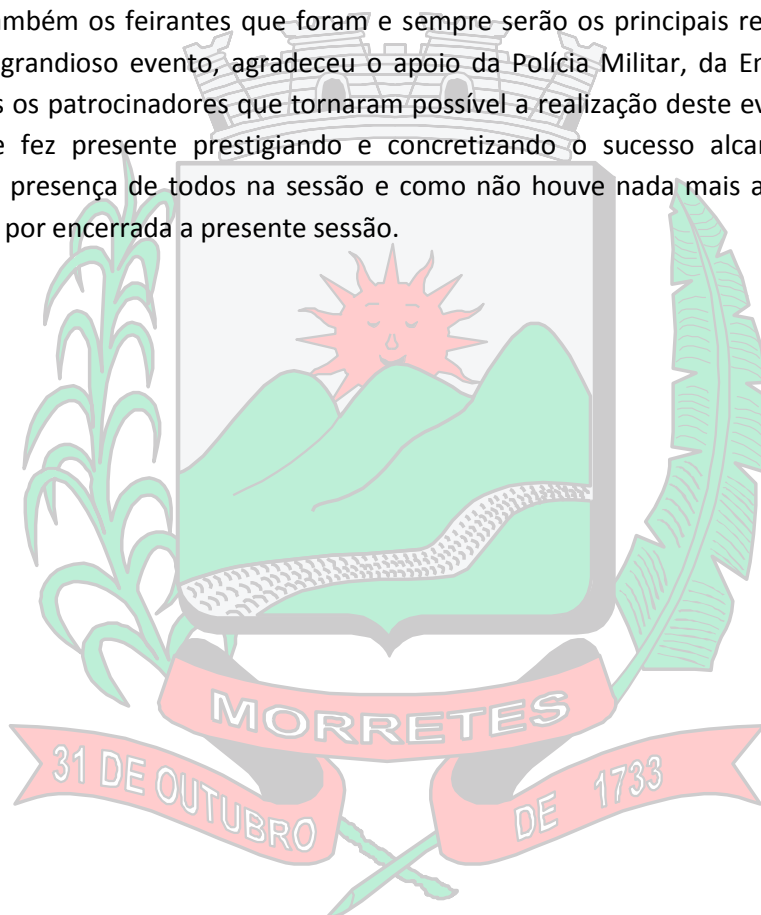 ambém os feirantes que foram e sempre serão os principais re
grandioso evento, agradeceu o apoio da Polícia Militar, da En
s os patrocinadores que tornaram possível a realização deste ev
e fez presente prestigiando e concretizando o sucesso alcan
presença de todos na sessão e como não houve nada mais a
por encerrada a presente sessão.
MORRETES
31 DE OUTUBRO
DE 1733